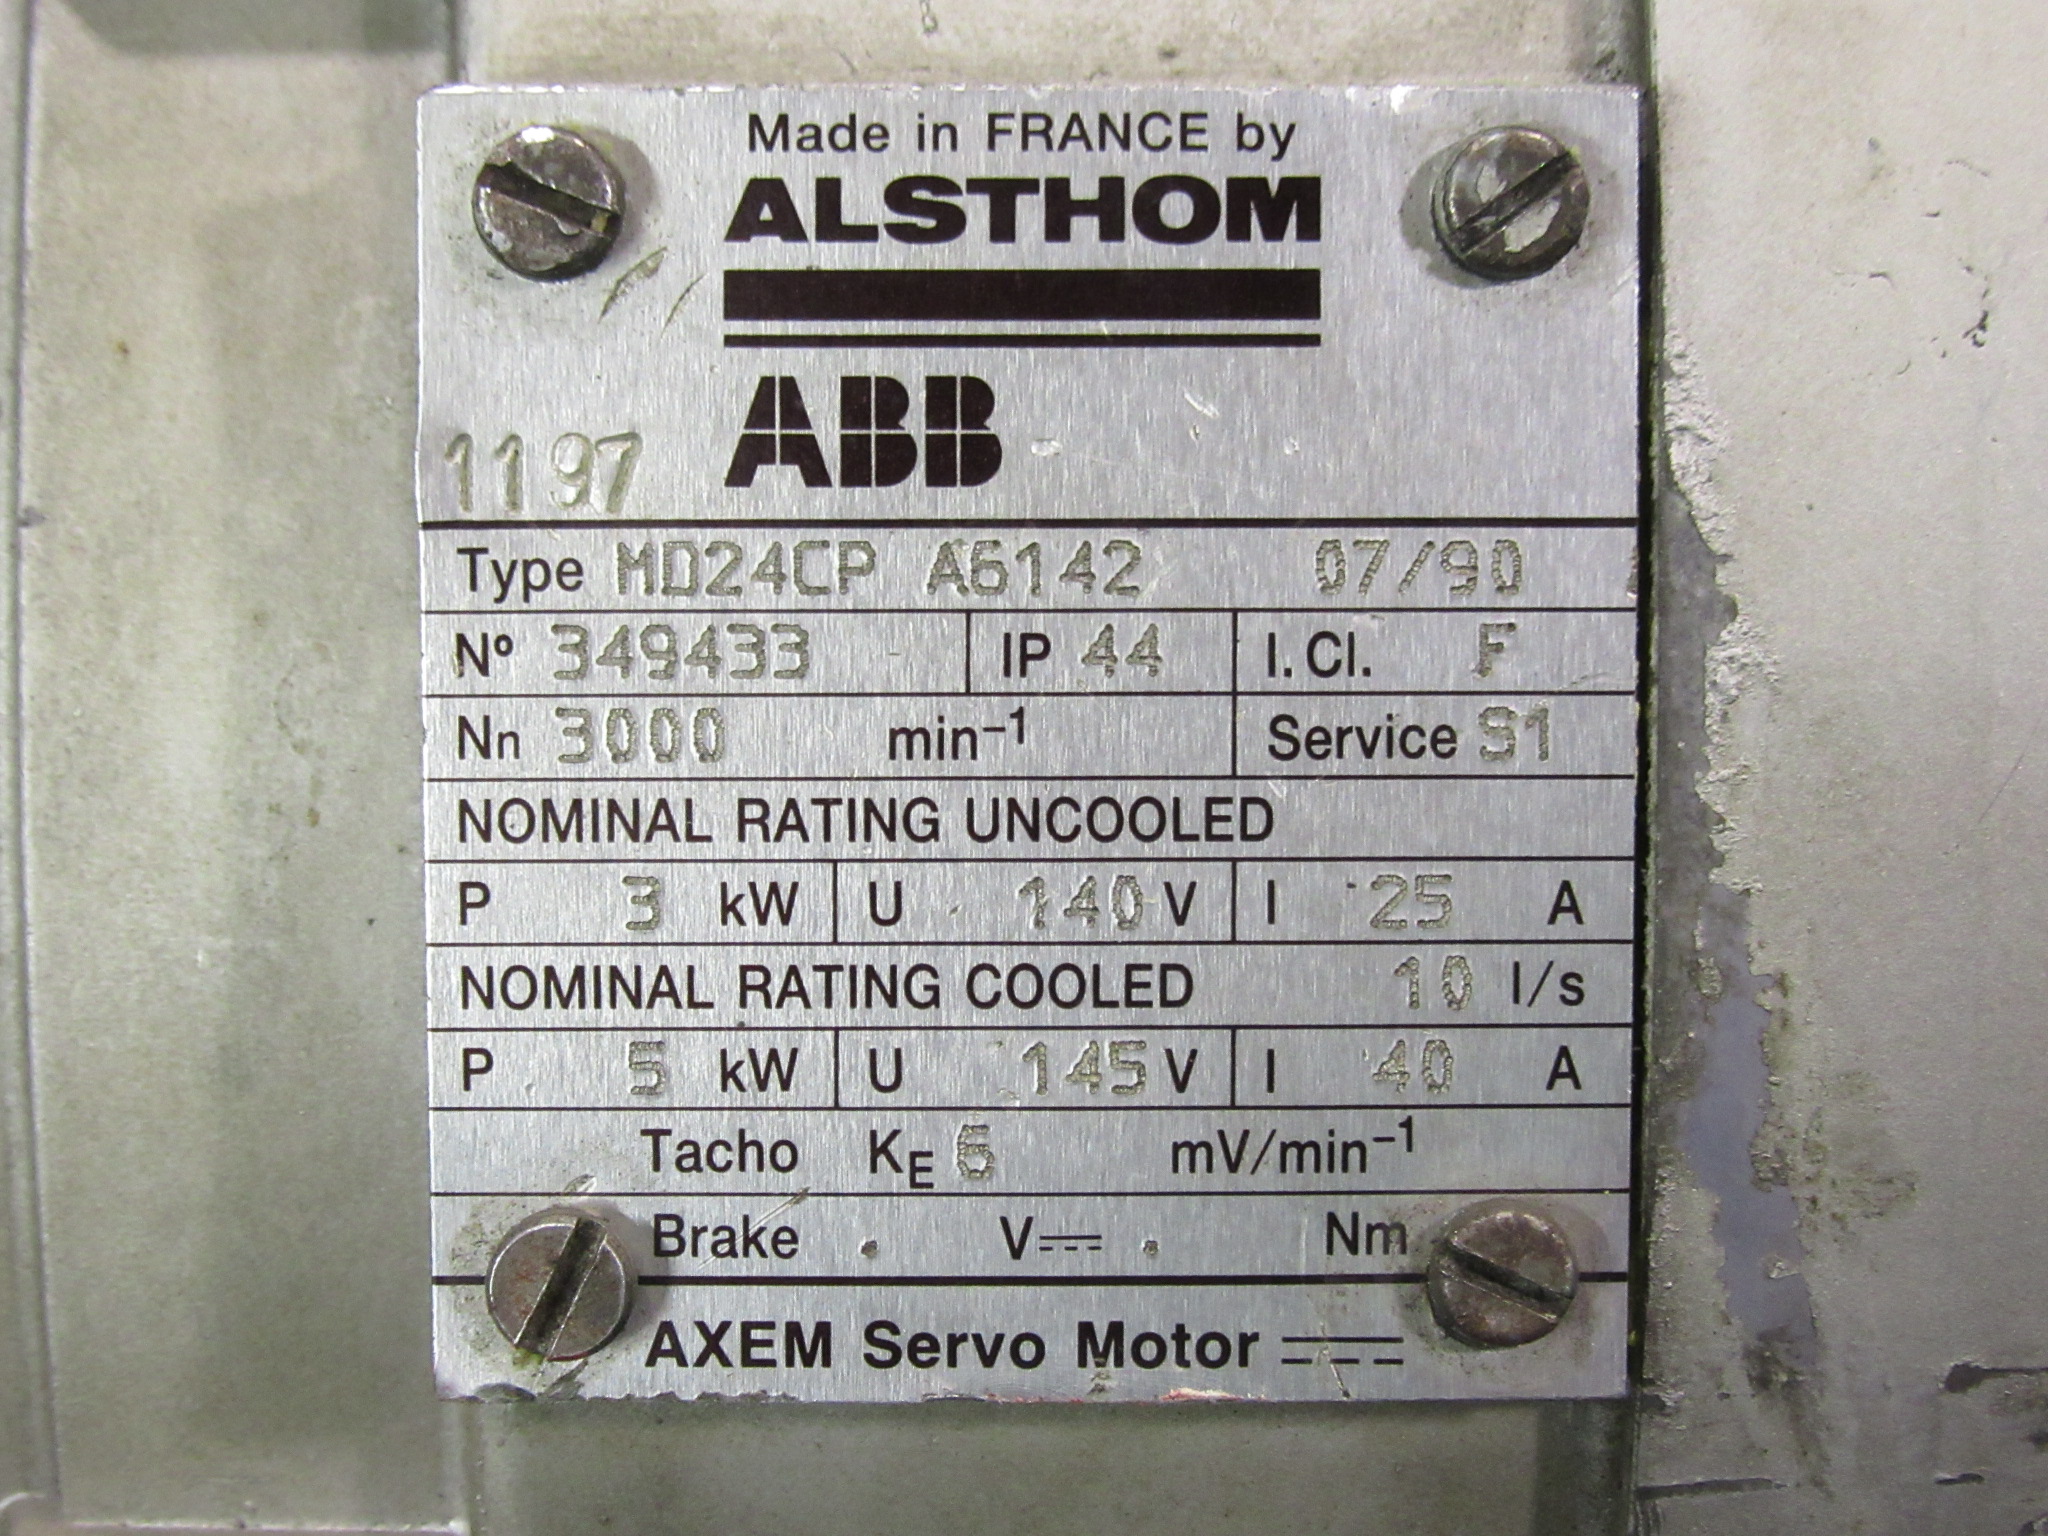 Made in FRANCE by
ALSTHOM
ABB
1197
Type MD24CP A6142 07/90
Nº 349433 IP 44 I.Cl. F
Nn 3000 min⁻¹ Service S1
NOMINAL RATING UNCOOLED
P 3 kW U 140 V I 25 A
NOMINAL RATING COOLED 10 l/s
P 5 kW U 145 V I 40 A
Tacho KE 6 mV/min⁻¹
Brake . V⎓ . Nm
AXEM Servo Motor ⎓